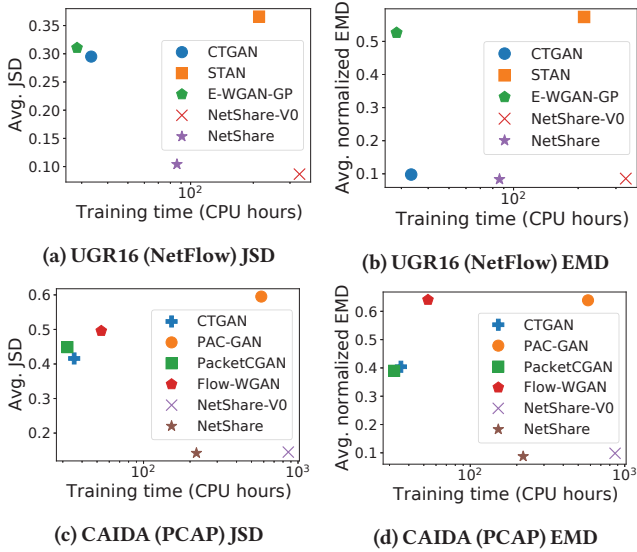 0.35
0.30
0.25
0.20
0.15
0.10
Avg. JSD
CTGAN
STAN
E-WGAN-GP
NetShare-V0
NetShare
10²
Training time (CPU hours)
(a) UGR16 (NetFlow) JSD
0.5
0.4
0.3
0.2
0.1
Avg. normalized EMD
CTGAN
STAN
E-WGAN-GP
NetShare-V0
NetShare
10²
Training time (CPU hours)
(b) UGR16 (NetFlow) EMD
0.6
0.5
0.4
0.3
0.2
Avg. JSD
CTGAN
PAC-GAN
PacketCGAN
Flow-WGAN
NetShare-V0
NetShare
10²
10³
Training time (CPU hours)
(c) CAIDA (PCAP) JSD
0.6
0.5
0.4
0.3
0.2
0.1
Avg. normalized EMD
CTGAN
PAC-GAN
PacketCGAN
Flow-WGAN
NetShare-V0
NetShare
10²
10³
Training time (CPU hours)
(d) CAIDA (PCAP) EMD